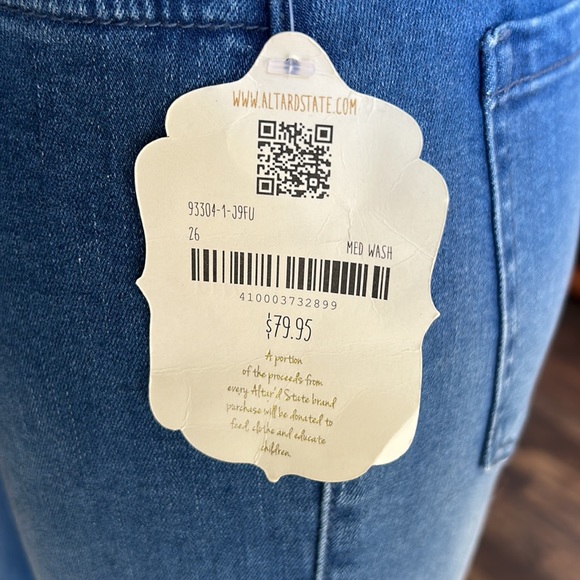 WWW.ALTARDSTATE.COM
93304-1-J9FU
26
MED WASH
410003732899
$79.95
A portion
of the proceeds from
every Altar'd State brand
purchase will be donated to
feed, clothe and educate
children.